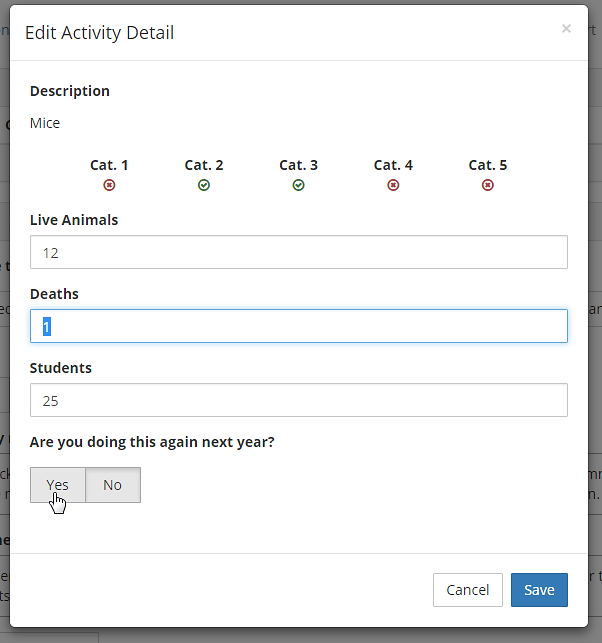 Edit Activity Detail ×
Description
Mice
Cat. 1 Cat. 2 Cat. 3 Cat. 4 Cat. 5
Live Animals
12
Deaths
1
Students
25
Are you doing this again next year?
Yes No
Cancel Save